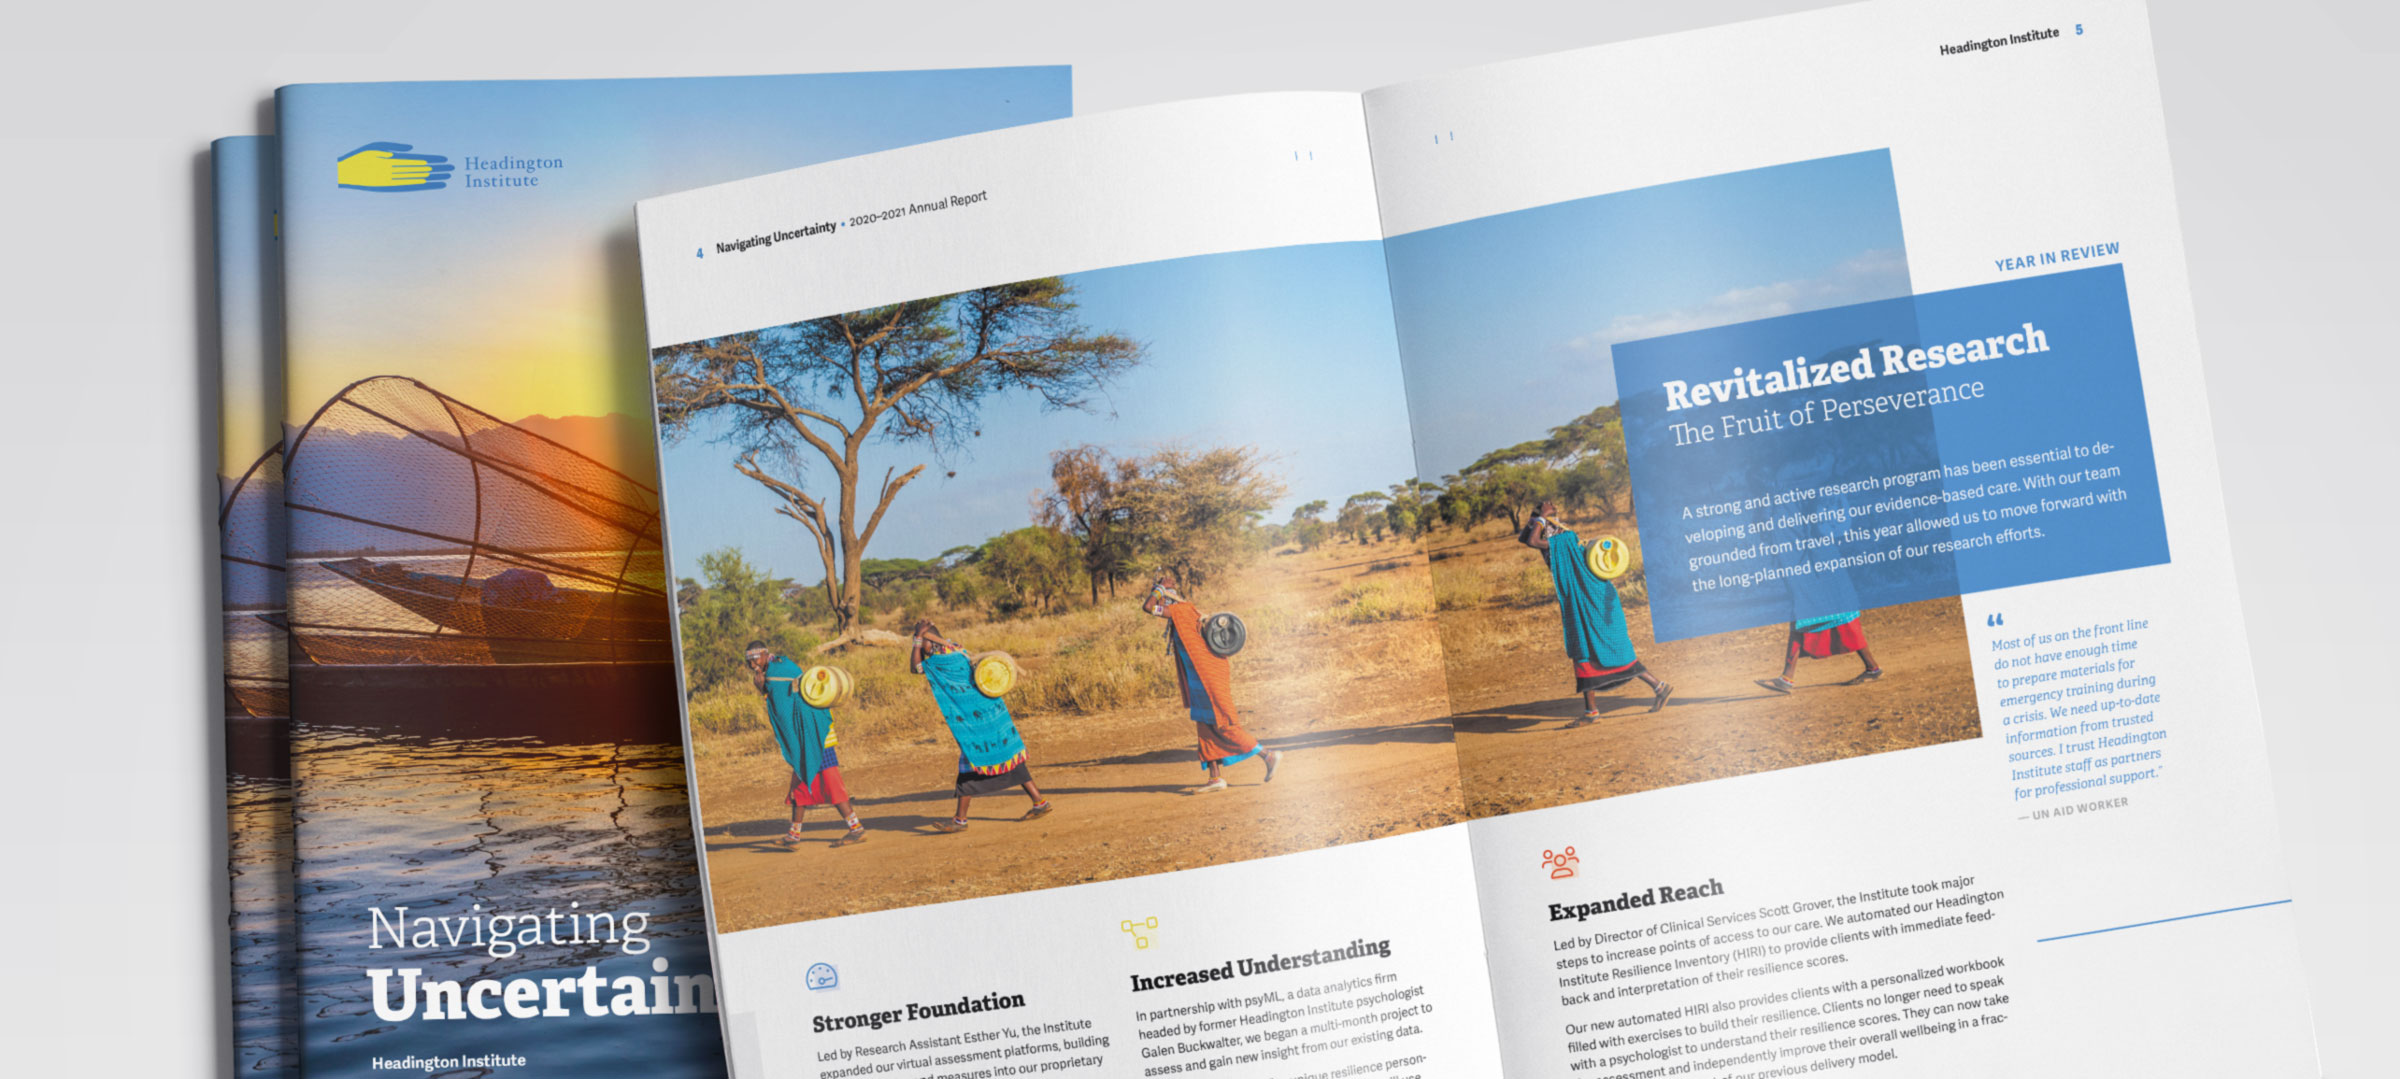 Headington
Institute
Navigating
Uncertain
Headington Institute
4 Navigating Uncertainty • 2020–2021 Annual Report
Headington Institute 5
YEAR IN REVIEW
Revitalized Research
The Fruit of Perseverance
A strong and active research program has been essential to de-
veloping and delivering our evidence-based care. With our team
grounded from travel , this year allowed us to move forward with
the long-planned expansion of our research efforts.
“
Most of us on the front line
do not have enough time
to prepare materials for
emergency training during
a crisis. We need up-to-date
information from trusted
sources. I trust Headington
Institute staff as partners
for professional support.”
— UN AID WORKER
Stronger Foundation
Led by Research Assistant Esther Yu, the Institute
expanded our virtual assessment platforms, building
measures into our proprietary
Increased Understanding
In partnership with psyML, a data analytics firm
headed by former Headington Institute psychologist
Galen Buckwalter, we began a multi-month project to
assess and gain new insight from our existing data.
unique resilience person-
Expanded Reach
Led by Director of Clinical Services Scott Grover, the Institute took major
steps to increase points of access to our care. We automated our Headington
Institute Resilience Inventory (HIRI) to provide clients with immediate feed-
back and interpretation of their resilience scores.
Our new automated HIRI also provides clients with a personalized workbook
filled with exercises to build their resilience. Clients no longer need to speak
with a psychologist to understand their resilience scores. They can now take
and independently improve their overall wellbeing in a frac-
of our previous delivery model.